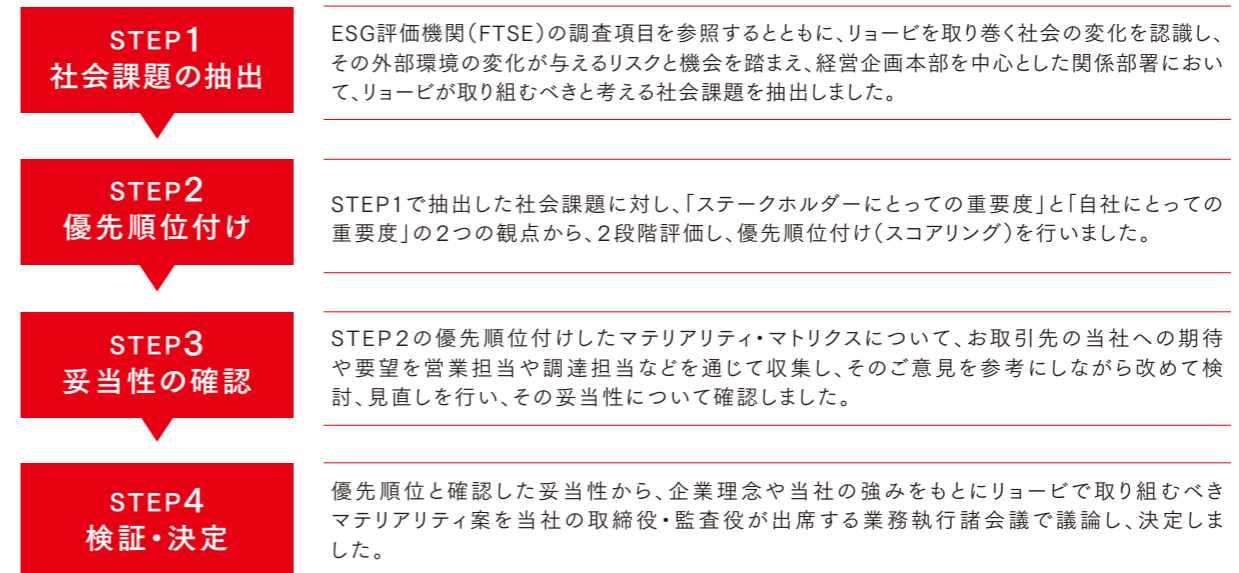 STEP1
社会課題の抽出
ESG評価機関（FTSE）の調査項目を参照するとともに、リョービを取り巻く社会の変化を認識し、
その外部環境の変化が与えるリスクと機会を踏まえ、経営企画本部を中心とした関係部署におい
て、リョービが取り組むべきと考える社会課題を抽出しました。
STEP2
優先順位付け
STEP1で抽出した社会課題に対し、「ステークホルダーにとっての重要度」と「自社にとっての
重要度」の2つの観点から、2段階評価し、優先順位付け（スコアリング）を行いました。
STEP3
妥当性の確認
STEP2の優先順位付けしたマテリアリティ・マトリクスについて、お取引先の当社への期待
や要望を営業担当や調達担当などを通じて収集し、そのご意見を参考にしながら改めて検
討、見直しを行い、その妥当性について確認しました。
STEP4
検証・決定
優先順位と確認した妥当性から、企業理念や当社の強みをもとにリョービで取り組むべき
マテリアリティ案を当社の取締役・監査役が出席する業務執行諸会議で議論し、決定しま
した。